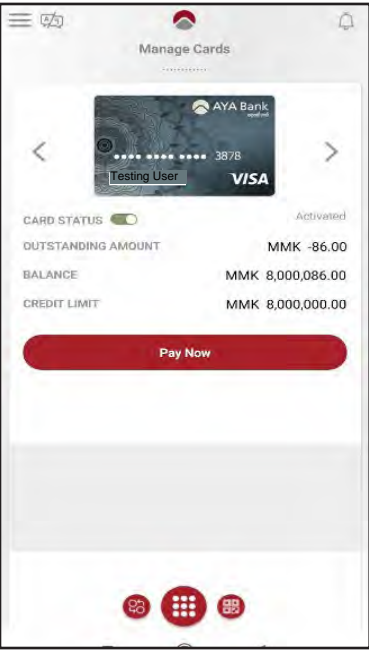 Manage Cards
AYA Bank
•••• •••• •••• 3878
Testing User
VISA
CARD STATUS Activated
OUTSTANDING AMOUNT MMK -86.00
BALANCE MMK 8,000,086.00
CREDIT LIMIT MMK 8,000,000.00
Pay Now